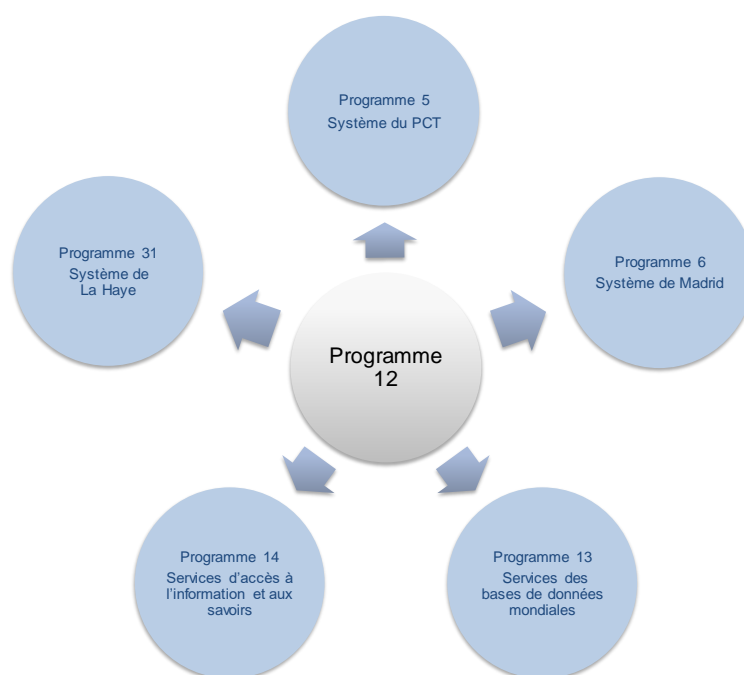 Programme 5
Système du PCT
Programme 31
Système de
La Haye
Programme 6
Système de Madrid
Programme
12
Programme 14
Services d’accès à
l’information et aux
savoirs
Programme 13
Services des
bases de données
mondiales